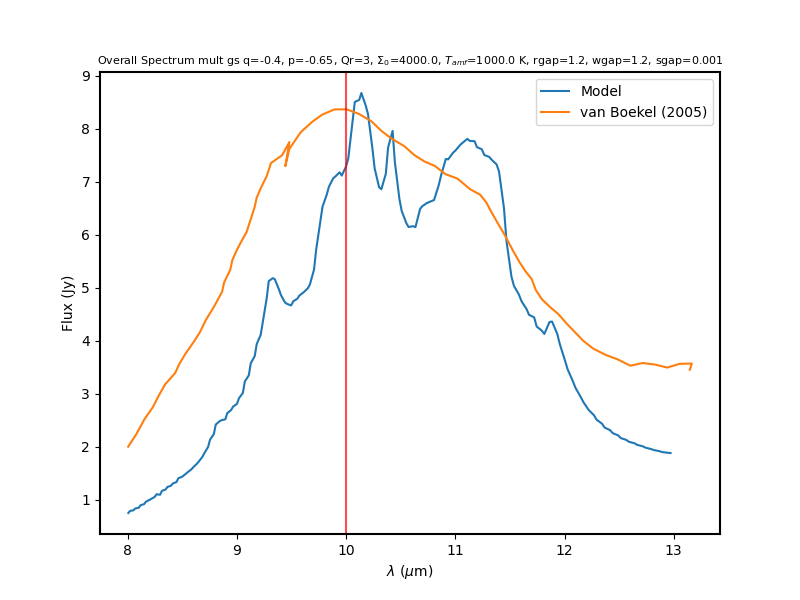 Overall Spectrum mult gs q=-0.4, p=-0.65, Qr=3, Σ₀=4000.0, T_amf=1000.0 K, rgap=1.2, wgap=1.2, sgap=0.001
Model
van Boekel (2005)
9
8
7
6
5
4
3
2
1
Flux (Jy)
8 9 10 11 12 13
λ (μm)